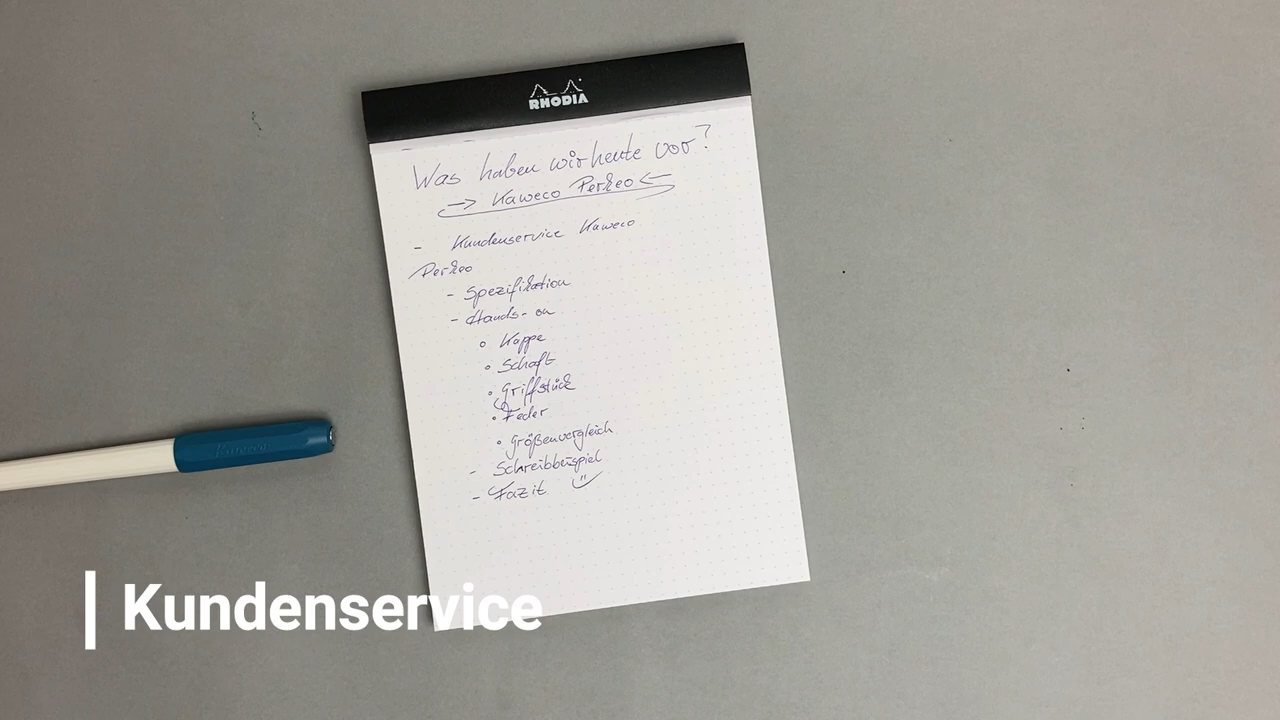 RHODIA
Was haben wir heute vor?
→ Kaweco Perkeo ←
- Kundenservice Kaweco
Perkeo
- Spezifikation
- Hands-on
° Kappe
° Schaft
° Griffstück
° Feder
° Größenvergleich
- Schreibbeispiel
- Fazit
Kaweco
Kundenservice